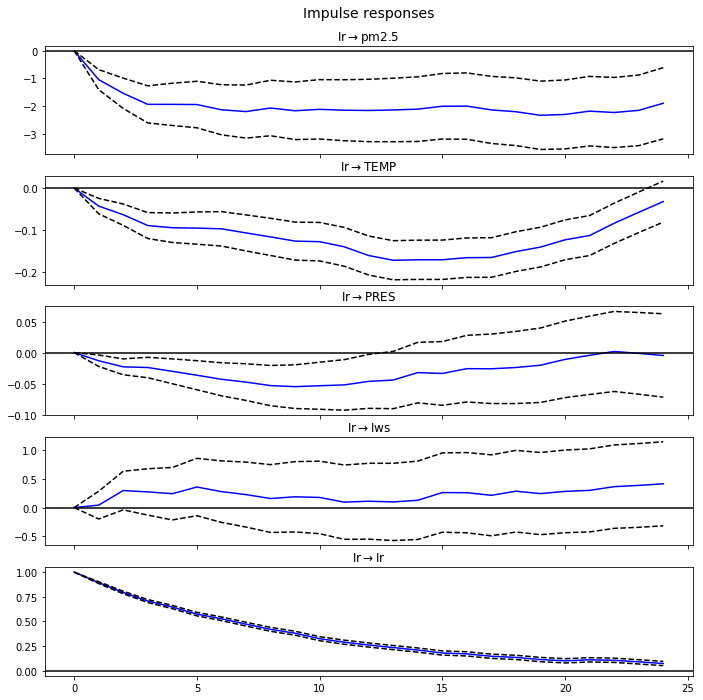 Impulse responses
Ir → pm2.5
0
−1
−2
−3
Ir → TEMP
0.0
−0.1
−0.2
Ir → PRES
0.05
0.00
−0.05
−0.10
Ir → Iws
1.0
0.5
0.0
−0.5
Ir → Ir
1.00
0.75
0.50
0.25
0.00
0 5 10 15 20 25